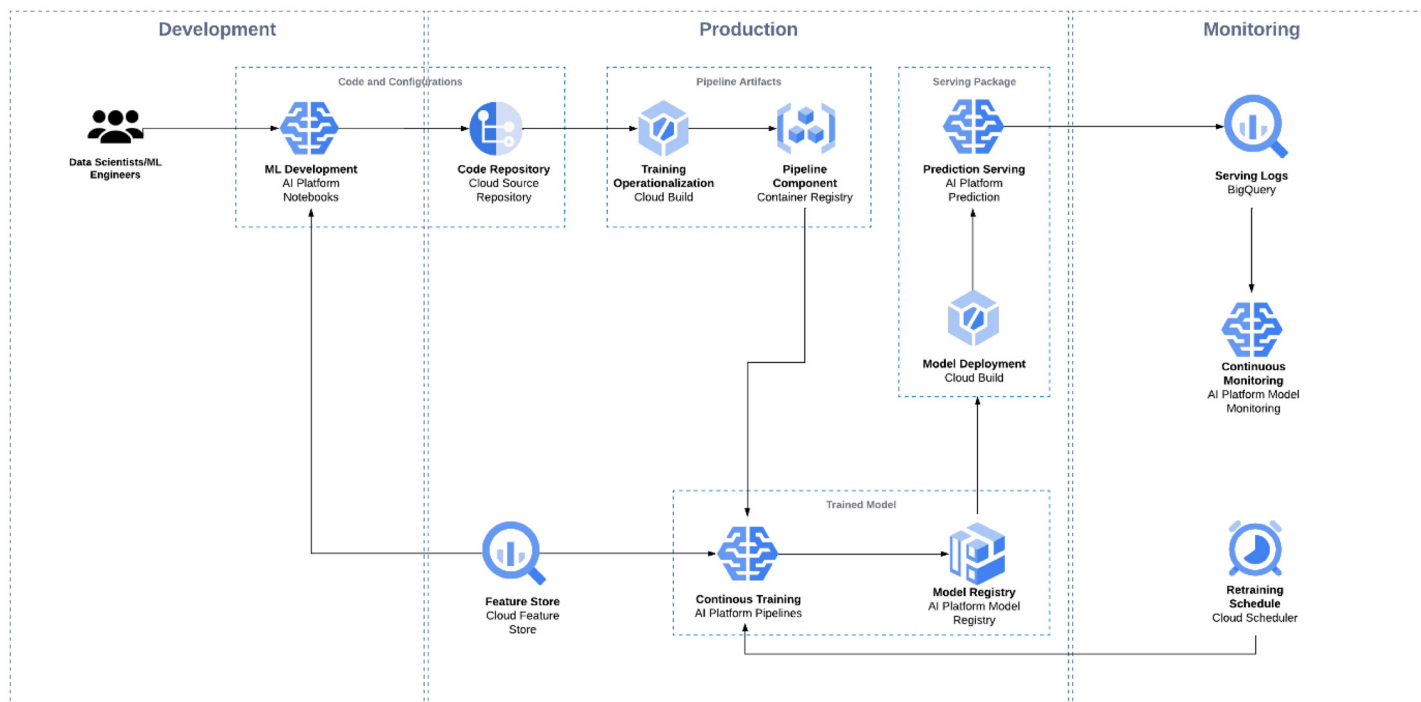 Development
Production
Monitoring
Code and Configurations
Pipeline Artifacts
Serving Package
Data Scientists/ML
Engineers
ML Development
AI Platform
Notebooks
Code Repository
Cloud Source
Repository
Training
Operationalization
Cloud Build
Pipeline
Component
Container Registry
Prediction Serving
AI Platform
Prediction
Serving Logs
BigQuery
Model Deployment
Cloud Build
Continuous
Monitoring
AI Platform Model
Monitoring
Trained Model
Feature Store
Cloud Feature
Store
Continous Training
AI Platform Pipelines
Model Registry
AI Platform Model
Registry
Retraining
Schedule
Cloud Scheduler